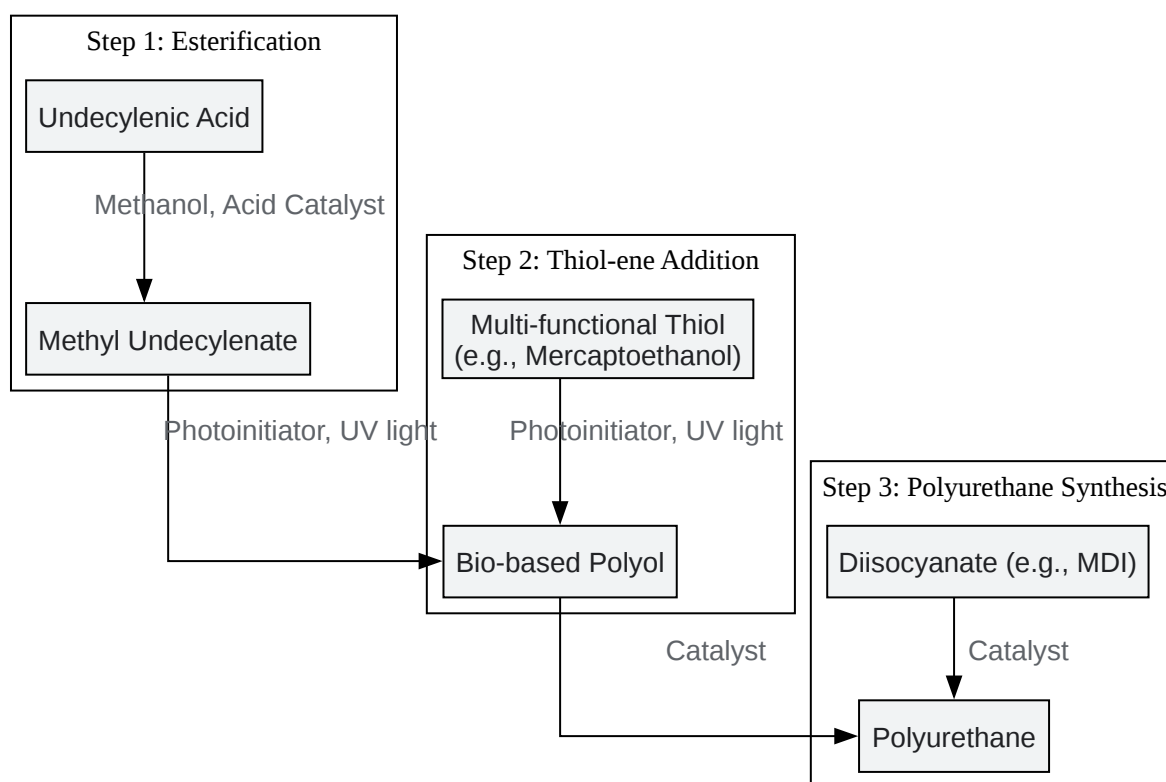 Step 1: Esterification
Undecylenic Acid
Methanol, Acid Catalyst
Methyl Undecylenate
Step 2: Thiol-ene Addition
Multi-functional Thiol
(e.g., Mercaptoethanol)
Photoinitiator, UV light
Photoinitiator, UV light
Bio-based Polyol
Step 3: Polyurethane Synthesis
Diisocyanate (e.g., MDI)
Catalyst
Catalyst
Polyurethane